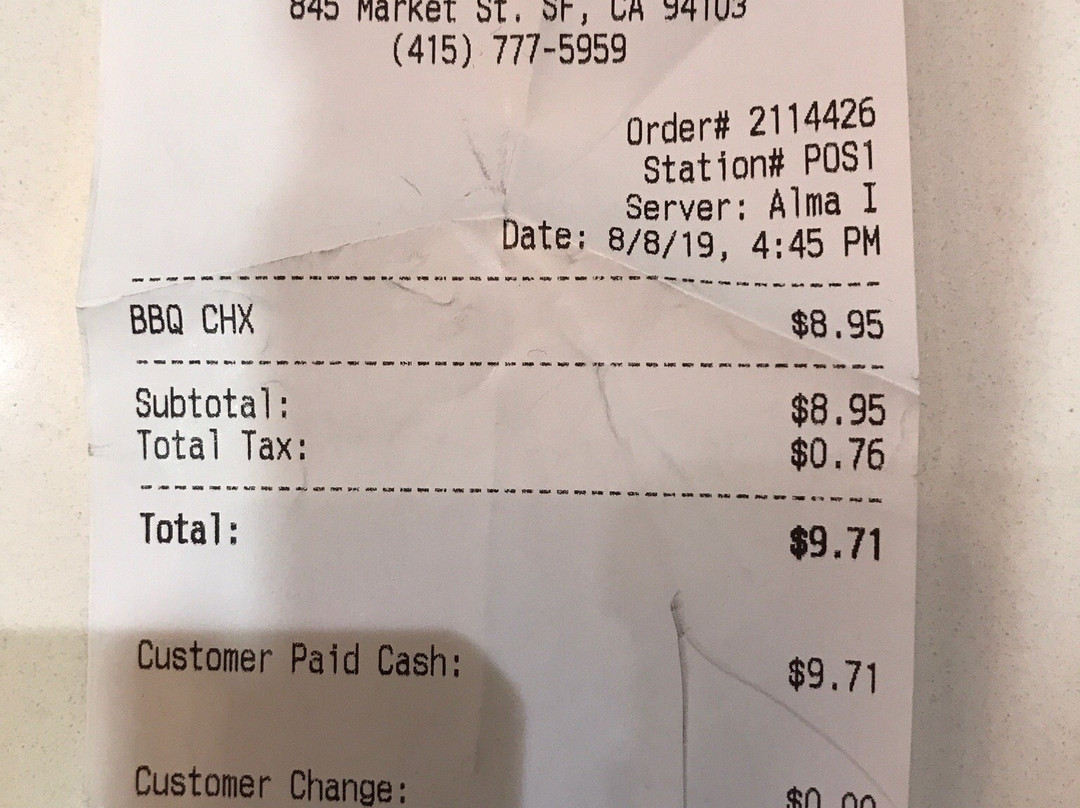 845 Market St. SF, CA 94103
(415) 777-5959
Order# 2114426
Station# POS1
Server: Alma I
Date: 8/8/19, 4:45 PM
BBQ CHX $8.95
Subtotal: $8.95
Total Tax: $0.76
Total: $9.71
Customer Paid Cash: $9.71
Customer Change: $0.00